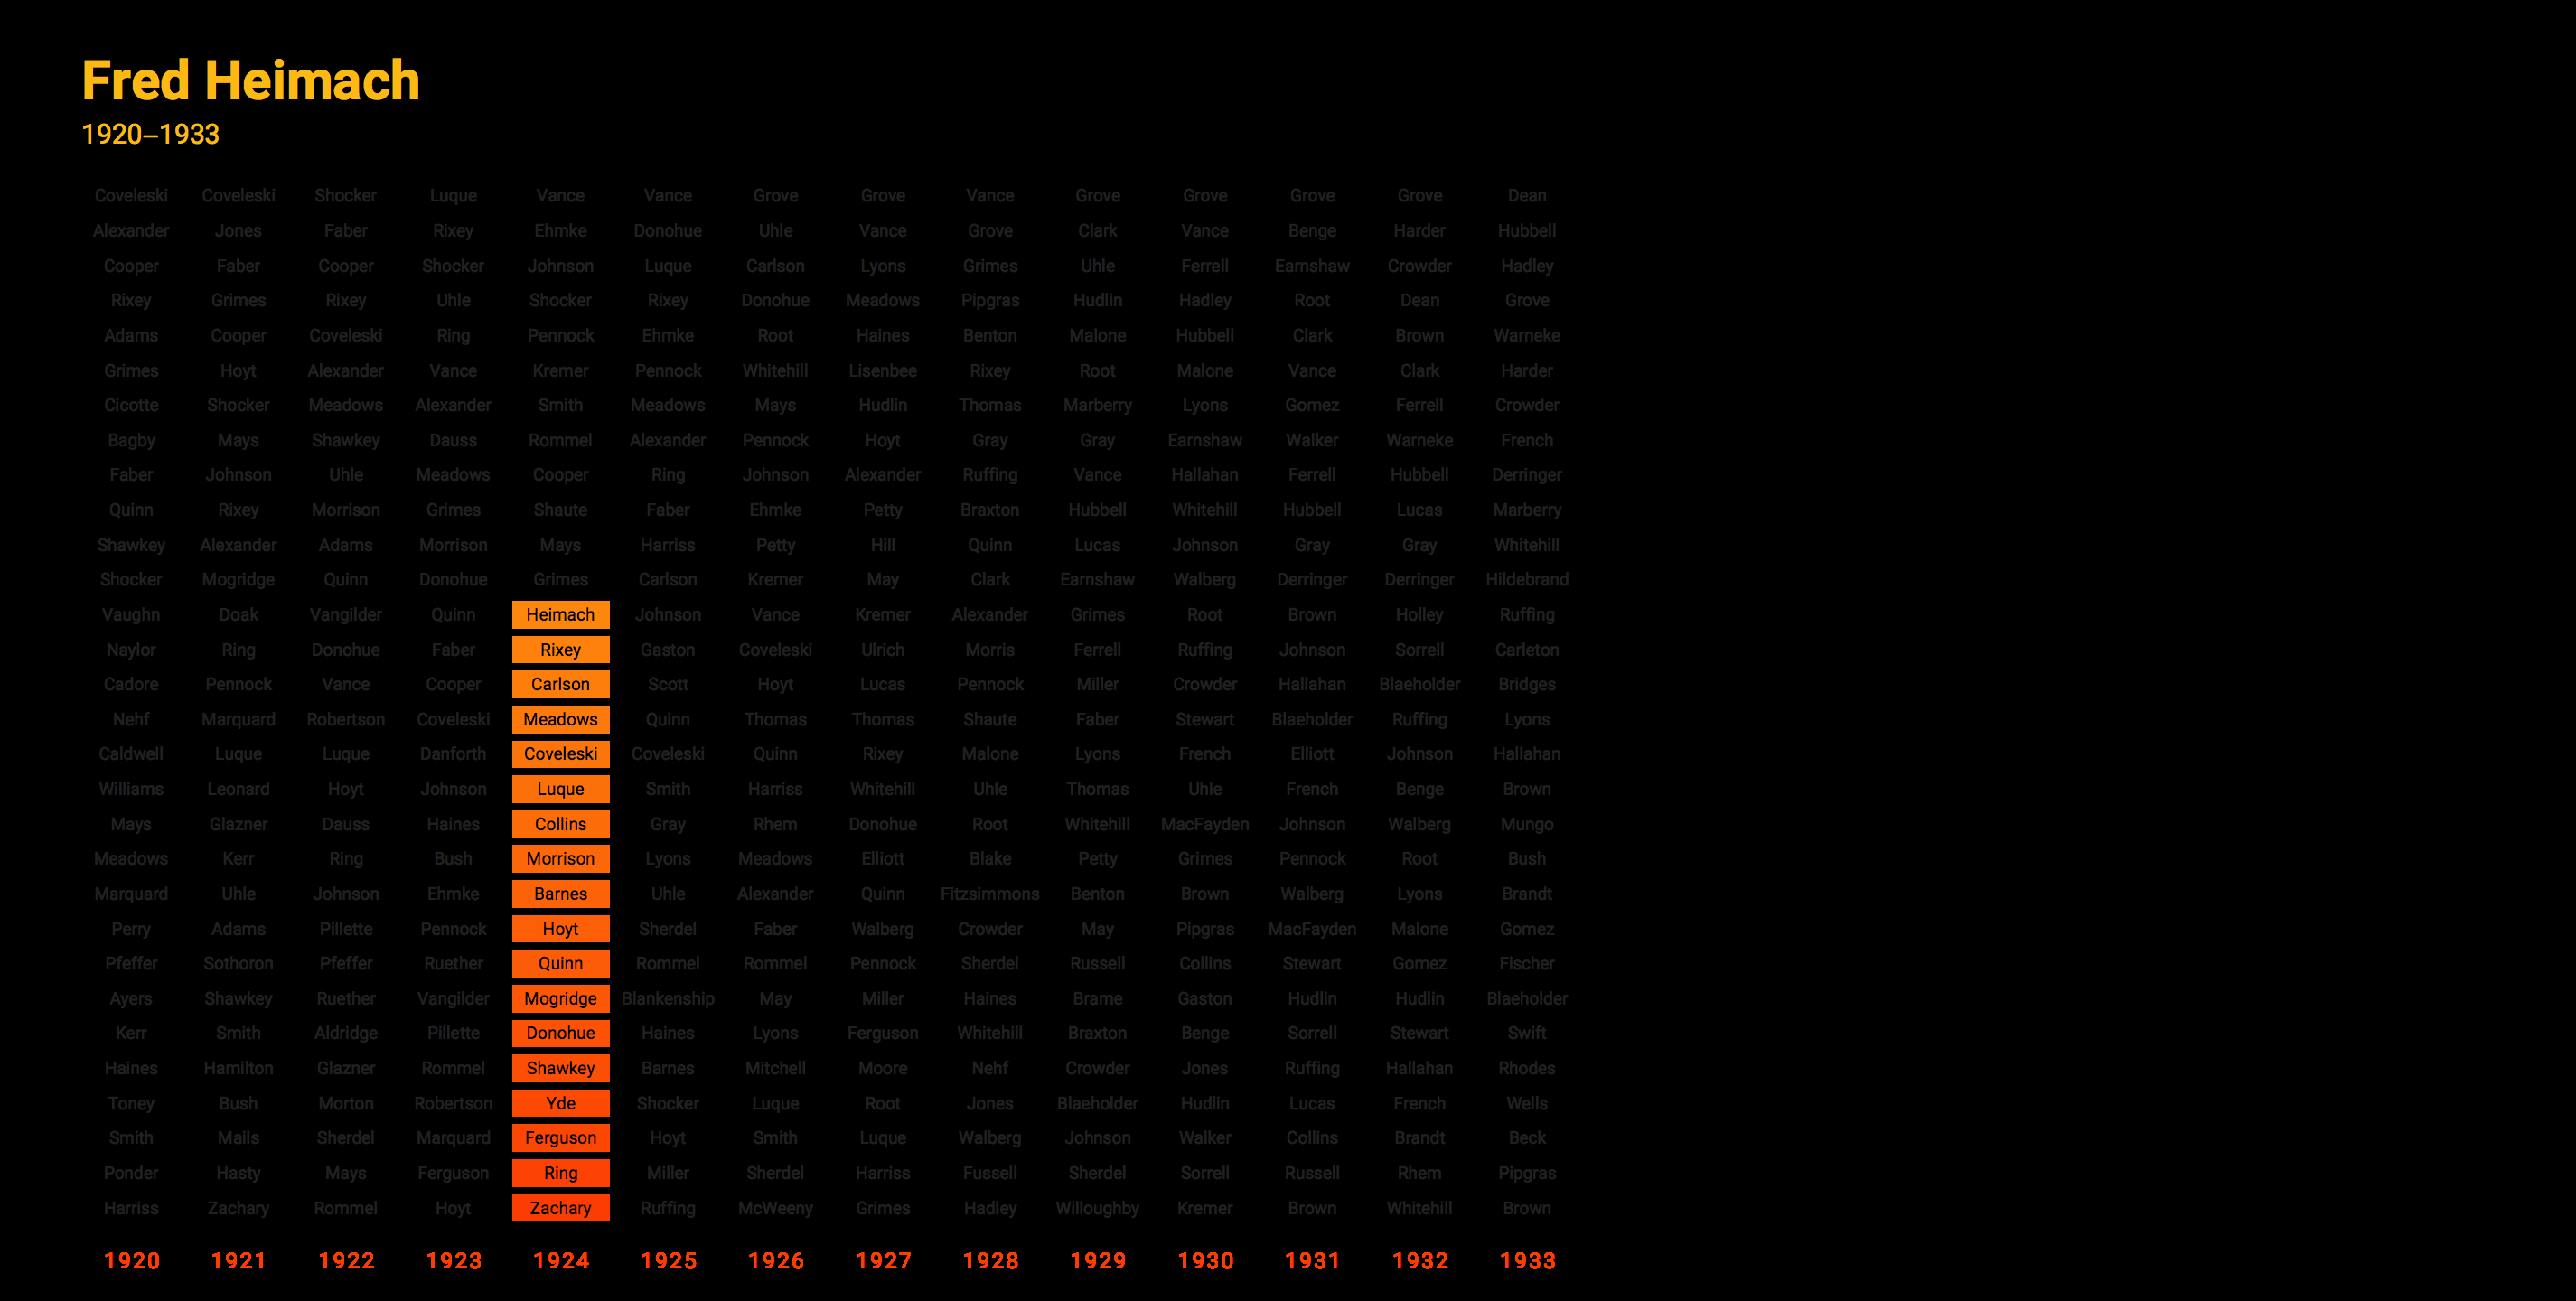 Fred Heimach
1920–1933
Coveleski Coveleski Shocker Luque Vance Vance Grove Grove Vance Grove Grove Grove Grove Dean
Alexander Jones Faber Rixey Ehmke Donohue Uhle Vance Grove Clark Vance Benge Harder Hubbell
Cooper Faber Cooper Shocker Johnson Luque Carlson Lyons Grimes Uhle Ferrell Earnshaw Crowder Hadley
Rixey Grimes Rixey Uhle Shocker Rixey Donohue Meadows Pipgras Hudlin Hadley Root Dean Grove
Adams Cooper Coveleski Ring Pennock Ehmke Root Haines Benton Malone Hubbell Clark Brown Warneke
Grimes Hoyt Alexander Vance Kremer Pennock Whitehill Lisenbee Rixey Root Malone Vance Clark Harder
Cicotte Shocker Meadows Alexander Smith Meadows Mays Hudlin Thomas Marberry Lyons Gomez Ferrell Crowder
Bagby Mays Shawkey Dauss Rommel Alexander Pennock Hoyt Gray Gray Earnshaw Walker Warneke French
Faber Johnson Uhle Meadows Cooper Ring Johnson Alexander Ruffing Vance Hallahan Ferrell Hubbell Derringer
Quinn Rixey Morrison Grimes Shaute Faber Ehmke Petty Braxton Hubbell Whitehill Hubbell Lucas Marberry
Shawkey Alexander Adams Morrison Mays Harriss Petty Hill Quinn Lucas Johnson Gray Gray Whitehill
Shocker Mogridge Quinn Donohue Grimes Carlson Kremer May Clark Earnshaw Walberg Derringer Derringer Hildebrand
Vaughn Doak Vangilder Quinn Heimach Johnson Vance Kremer Alexander Grimes Root Brown Holley Ruffing
Naylor Ring Donohue Faber Rixey Gaston Coveleski Ulrich Morris Ferrell Ruffing Johnson Sorrell Carleton
Cadore Pennock Vance Cooper Carlson Scott Hoyt Lucas Pennock Miller Crowder Hallahan Blaeholder Bridges
Nehf Marquard Robertson Coveleski Meadows Quinn Thomas Thomas Shaute Faber Stewart Blaeholder Ruffing Lyons
Caldwell Luque Luque Danforth Coveleski Coveleski Quinn Rixey Malone Lyons French Elliott Johnson Hallahan
Williams Leonard Hoyt Johnson Luque Smith Harriss Whitehill Uhle Thomas Uhle French Benge Brown
Mays Glazner Dauss Haines Collins Gray Rhem Donohue Root Whitehill MacFayden Johnson Walberg Mungo
Meadows Kerr Ring Bush Morrison Lyons Meadows Elliott Blake Petty Grimes Pennock Root Bush
Marquard Uhle Johnson Ehmke Barnes Uhle Alexander Quinn Fitzsimmons Benton Brown Walberg Lyons Brandt
Perry Adams Pillette Pennock Hoyt Sherdel Faber Walberg Crowder May Pipgras MacFayden Malone Gomez
Pfeffer Sothoron Pfeffer Ruether Quinn Rommel Rommel Pennock Sherdel Russell Collins Stewart Gomez Fischer
Ayers Shawkey Ruether Vangilder Mogridge Blankenship May Miller Haines Brame Gaston Hudlin Hudlin Blaeholder
Kerr Smith Aldridge Pillette Donohue Haines Lyons Ferguson Whitehill Braxton Benge Sorrell Stewart Swift
Haines Hamilton Glazner Rommel Shawkey Barnes Mitchell Moore Nehf Crowder Jones Ruffing Hallahan Rhodes
Toney Bush Morton Robertson Yde Shocker Luque Root Jones Blaeholder Hudlin Lucas French Wells
Smith Mails Sherdel Marquard Ferguson Hoyt Smith Luque Walberg Johnson Walker Collins Brandt Beck
Ponder Hasty Mays Ferguson Ring Miller Sherdel Harriss Fussell Sherdel Sorrell Russell Rhem Pipgras
Harriss Zachary Rommel Hoyt Zachary Ruffing McWeeny Grimes Hadley Willoughby Kremer Brown Whitehill Brown
1920 1921 1922 1923 1924 1925 1926 1927 1928 1929 1930 1931 1932 1933